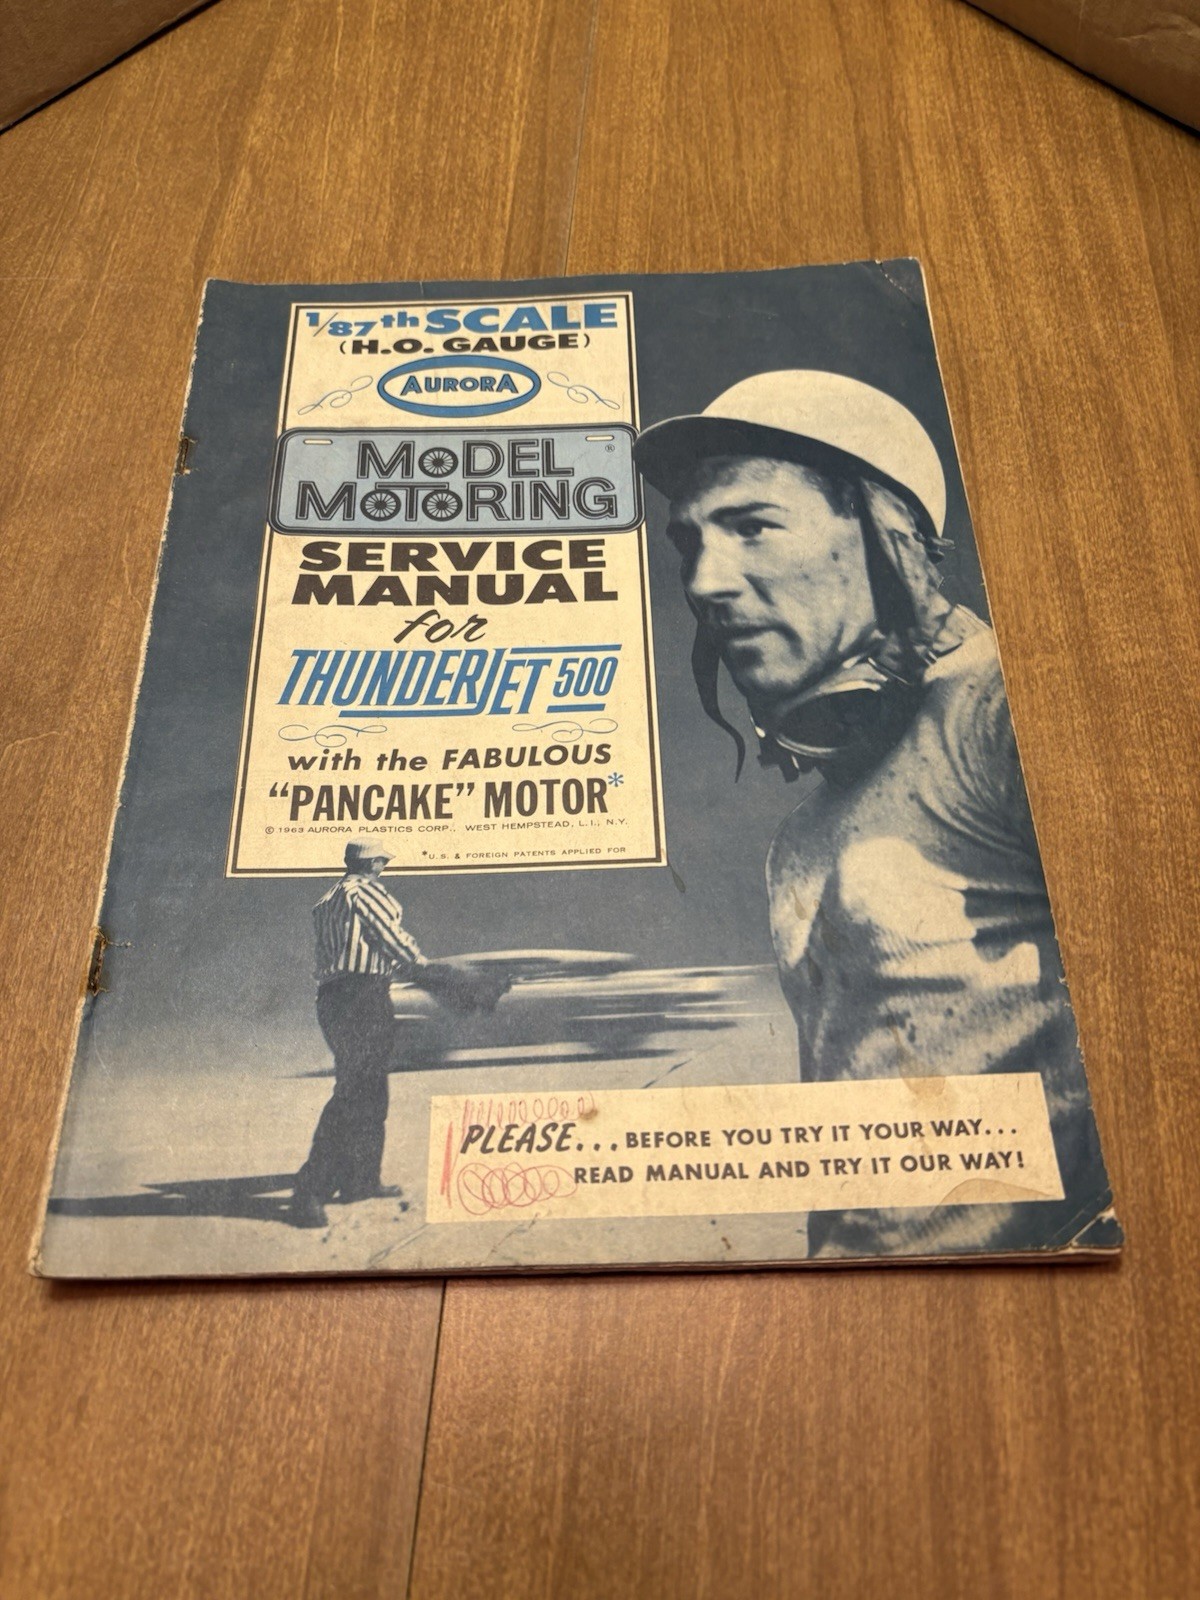 1/87th SCALE
(H.O. GAUGE)
AURORA
MODEL ®
MOTORING
SERVICE
MANUAL
for
THUNDERJET 500
with the FABULOUS
"PANCAKE" MOTOR*
© 1963 AURORA PLASTICS CORP., WEST HEMPSTEAD, L.I., N.Y.
*U.S. & FOREIGN PATENTS APPLIED FOR
PLEASE... BEFORE YOU TRY IT YOUR WAY...
READ MANUAL AND TRY IT OUR WAY!